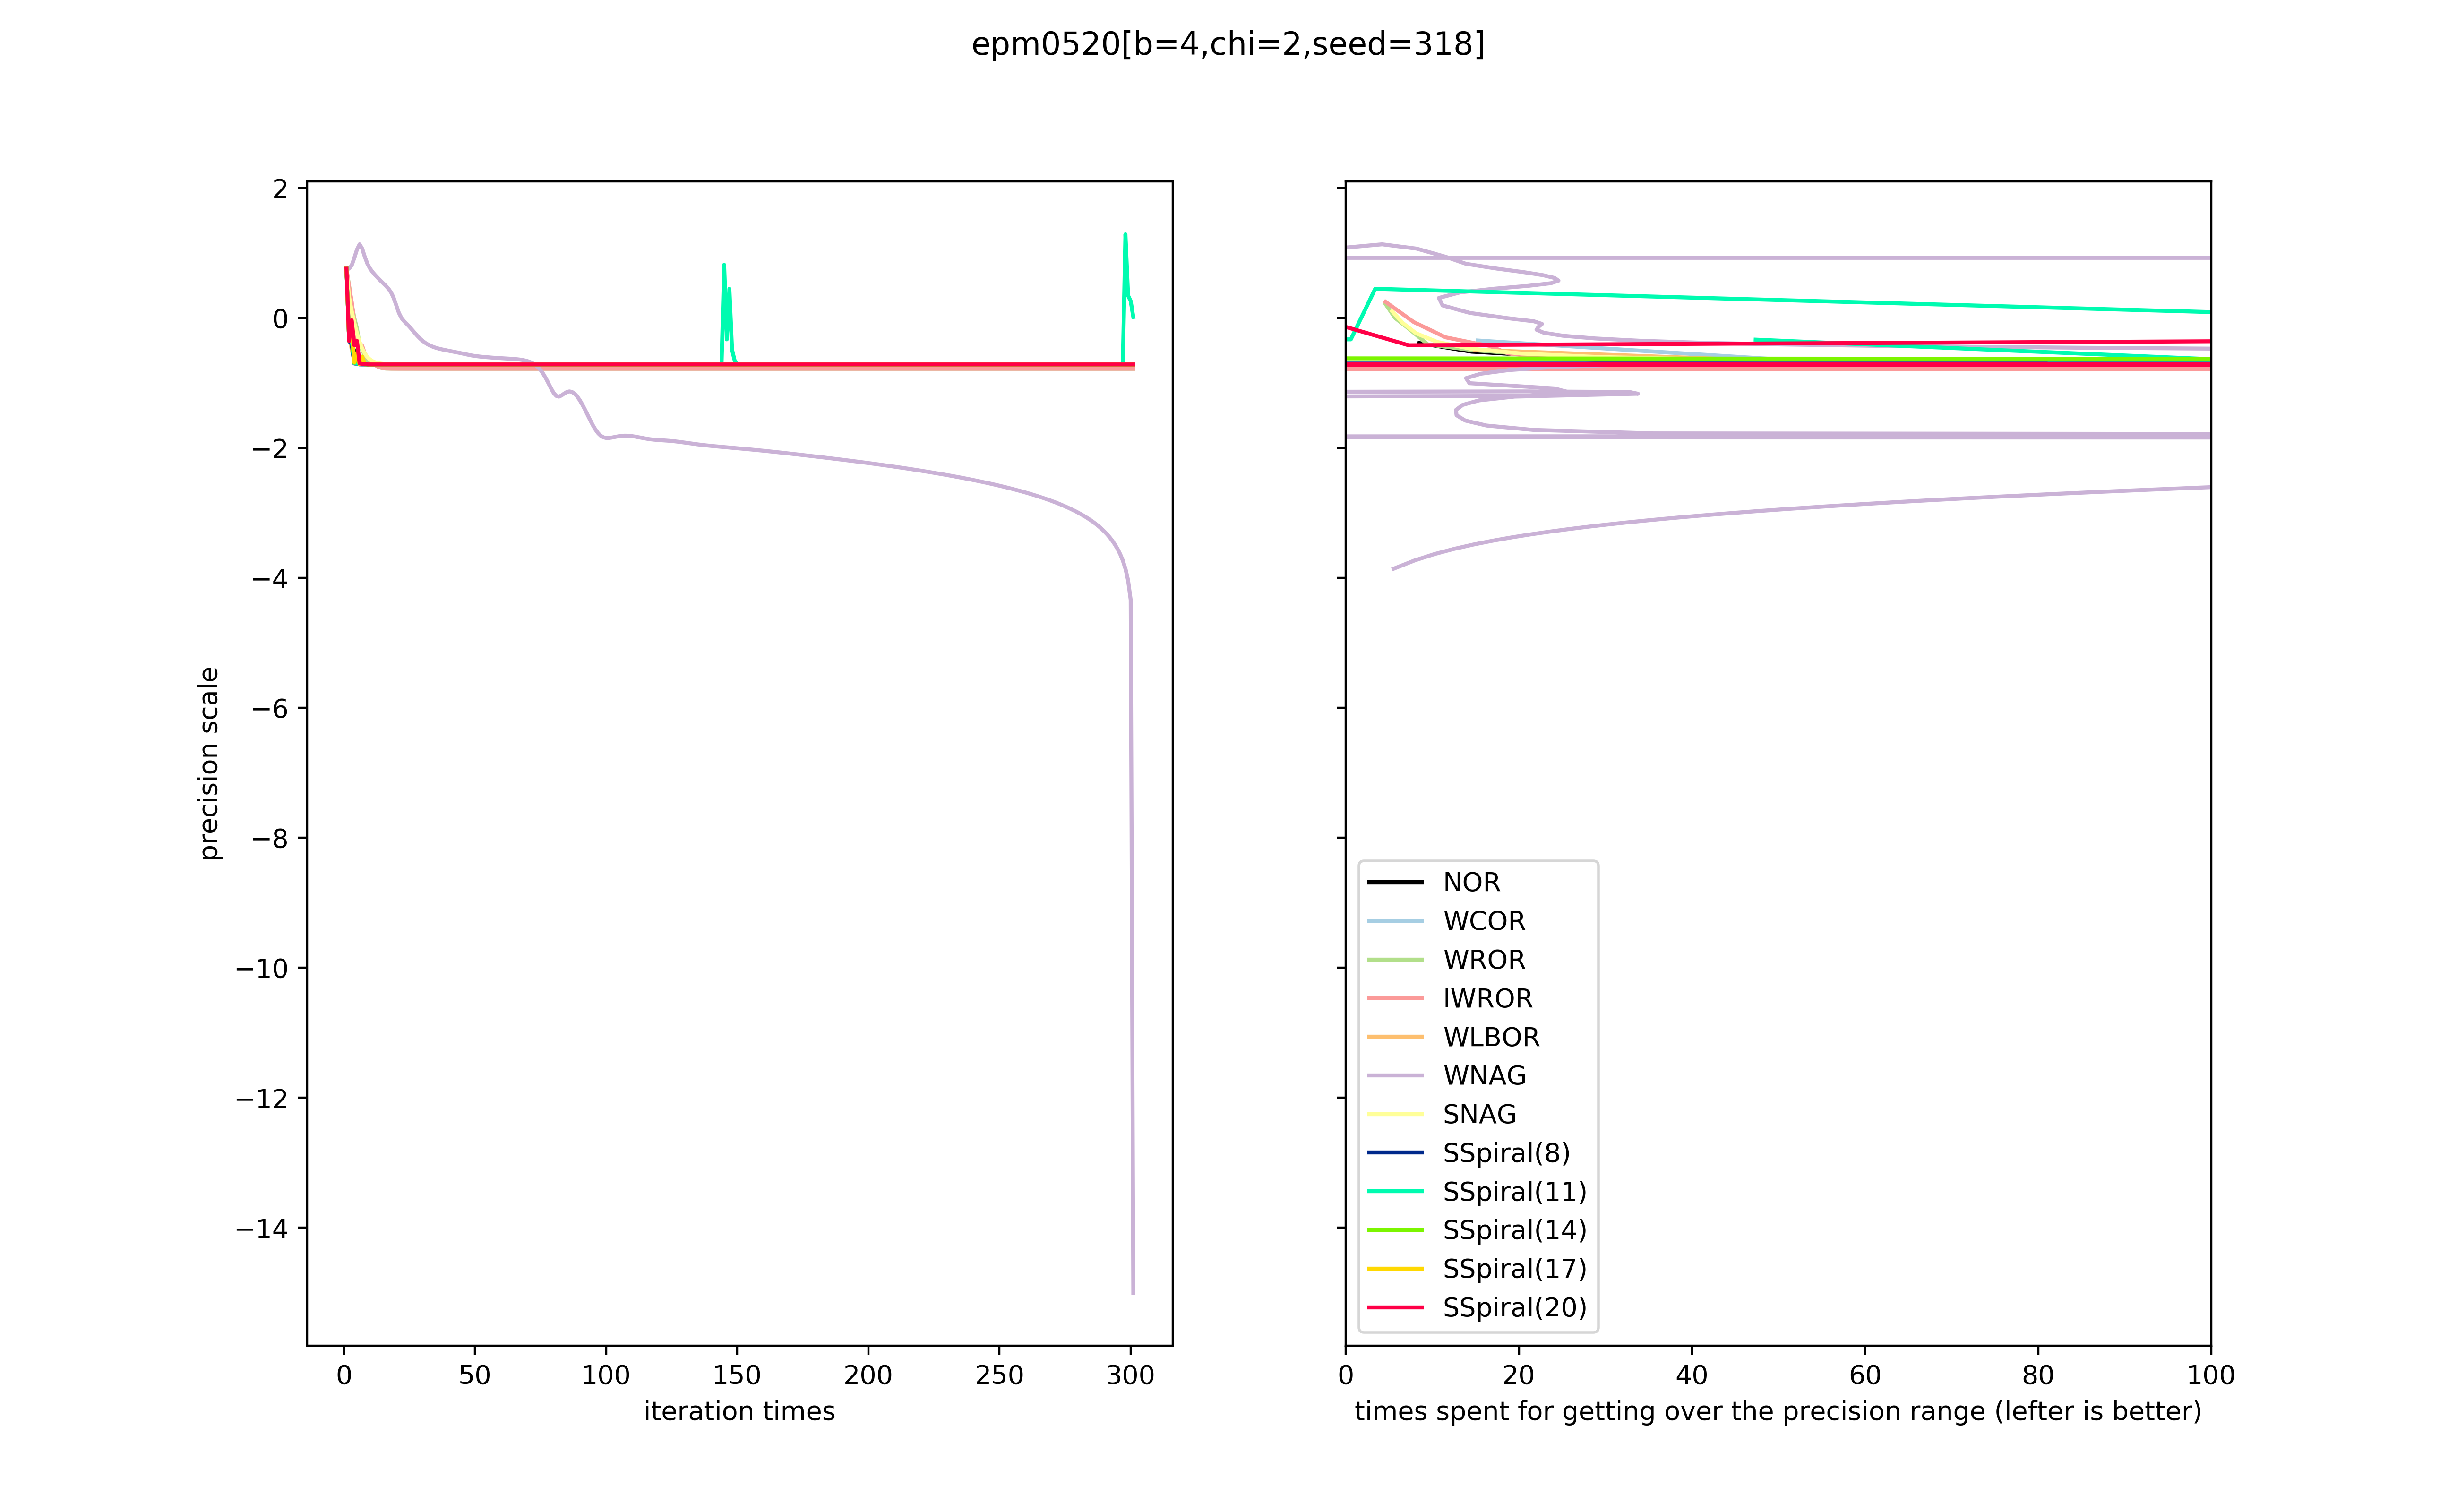 epm0520[b=4,chi=2,seed=318]
precision scale
2
0
−2
−4
−6
−8
−10
−12
−14
0 50 100 150 200 250 300
iteration times
NOR
WCOR
WROR
IWROR
WLBOR
WNAG
SNAG
SSpiral(8)
SSpiral(11)
SSpiral(14)
SSpiral(17)
SSpiral(20)
0 20 40 60 80 100
times spent for getting over the precision range (lefter is better)